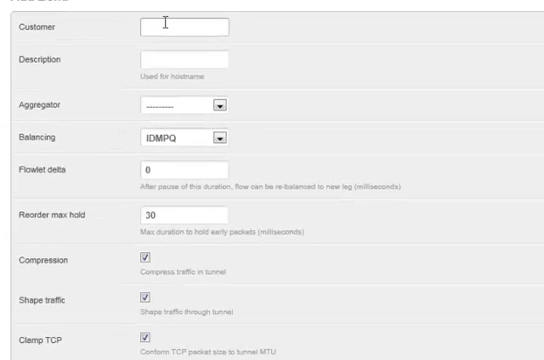 Customer
Description
Used for hostname
Aggregator
---------
Balancing
IDMPQ
Flowlet delta
0
After pause of this duration, flow can be re-balanced to new leg (milliseconds)
Reorder max hold
30
Max duration to hold early packets (milliseconds)
Compression
Compress traffic in tunnel
Shape traffic
Shape traffic through tunnel
Clamp TCP
Conform TCP packet size to tunnel MTU